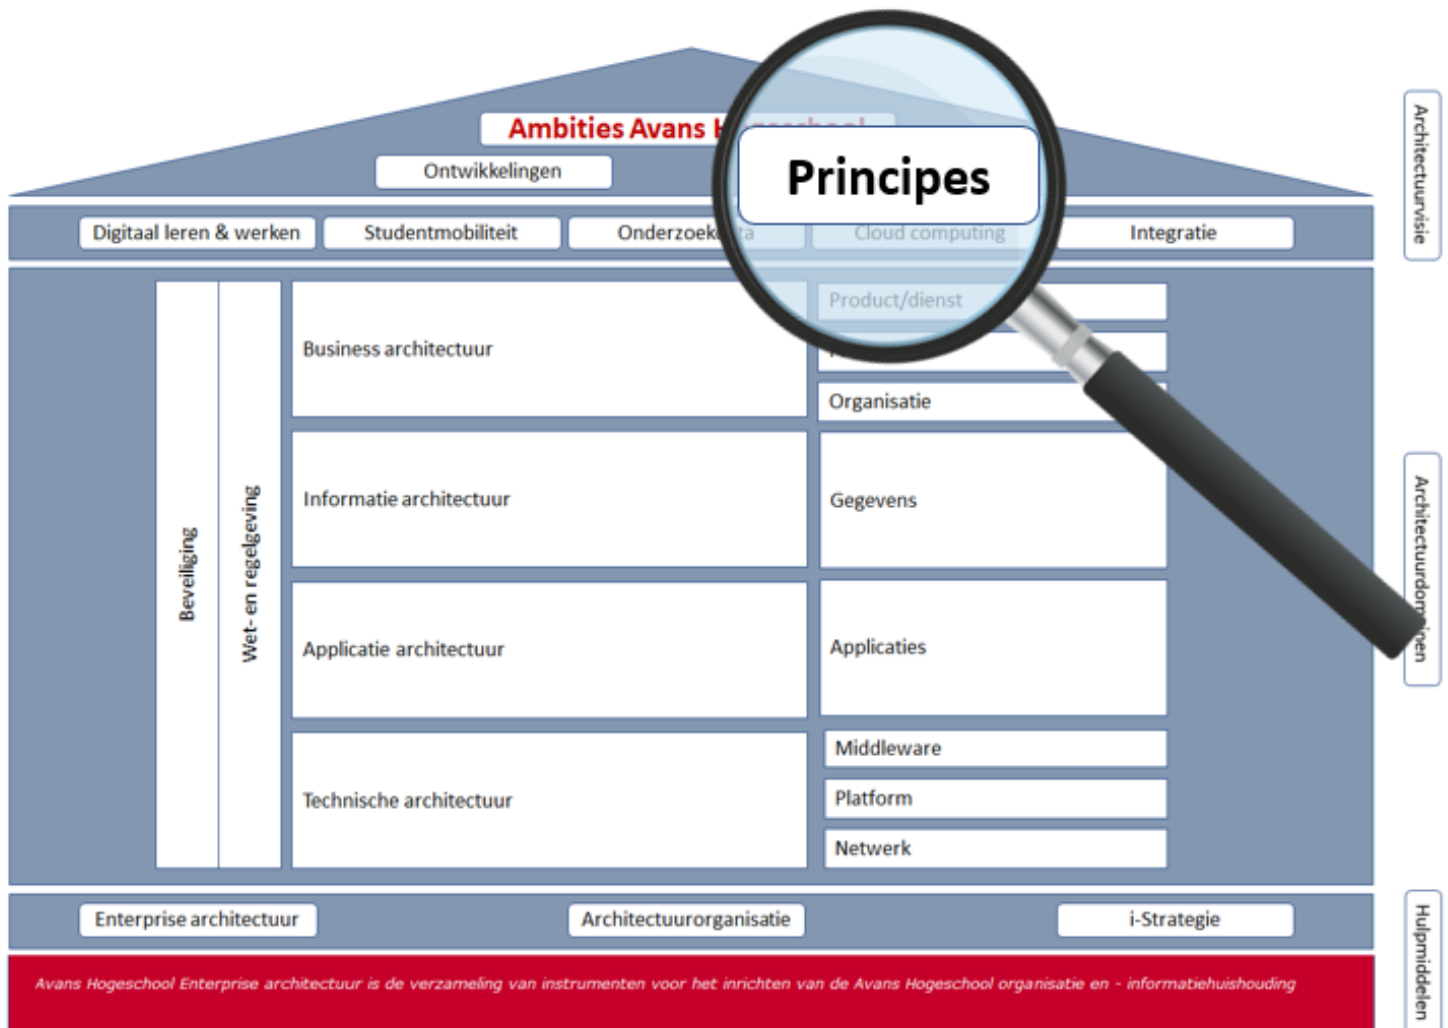 Ambities Avans Hogeschool
Ontwikkelingen
Principes
Digitaal leren & werken
Studentmobiliteit
Cloud computing
Integratie
Beveiliging
Wet- en regelgeving
Business architectuur
Product/dienst
Organisatie
Informatie architectuur
Gegevens
Applicatie architectuur
Applicaties
Technische architectuur
Middleware
Platform
Netwerk
Enterprise architectuur
Architectuurorganisatie
i-Strategie
Avans Hogeschool Enterprise architectuur is de verzameling van instrumenten voor het inrichten van de Avans Hogeschool organisatie en - informatiehuishouding
Architectuurvisie
Architectuurdomeinen
Hulpmiddelen